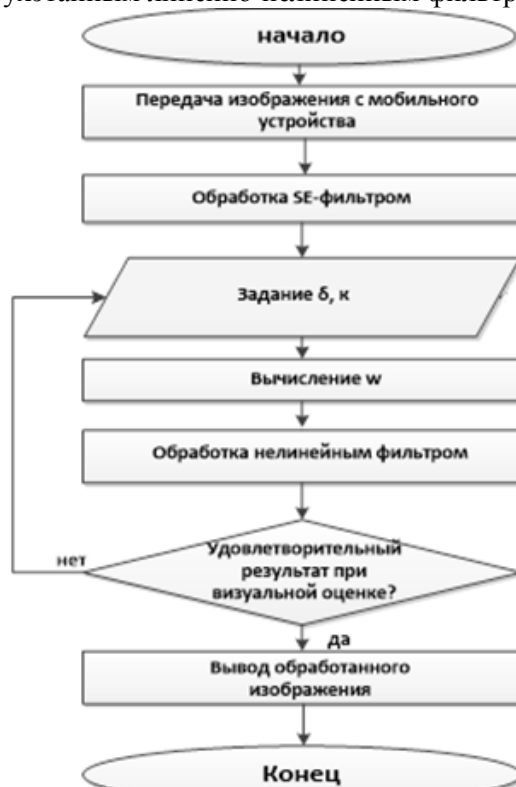 начало
Передача изображения с мобильного
устройства
Обработка SE-фильтром
Задание δ, к
Вычисление w
Обработка нелинейным фильтром
Удовлетворительный
нет
результат при
визуальной оценке?
да
Вывод обработанного
изображения
Конец